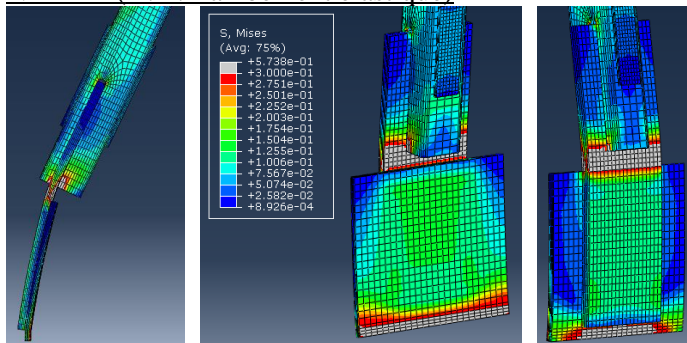 S, Mises
(Avg: 75%)
+5.738e-01
+3.000e-01
+2.751e-01
+2.501e-01
+2.252e-01
+2.003e-01
+1.754e-01
+1.504e-01
+1.255e-01
+1.006e-01
+7.567e-02
+5.074e-02
+2.582e-02
+8.926e-04